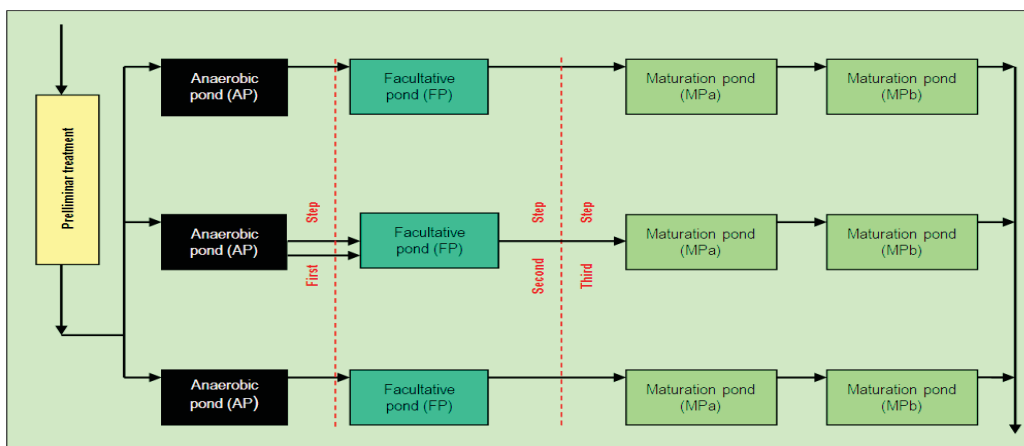 Prelliminar treatment
Anaerobic
pond (AP)
Facultative
pond (FP)
Maturation pond
(MPa)
Maturation pond
(MPb)
Anaerobic
pond (AP)
First Step
Facultative
pond (FP)
Second Step
Third Step
Maturation pond
(MPa)
Maturation pond
(MPb)
Anaerobic
pond (AP)
Facultative
pond (FP)
Maturation pond
(MPa)
Maturation pond
(MPb)